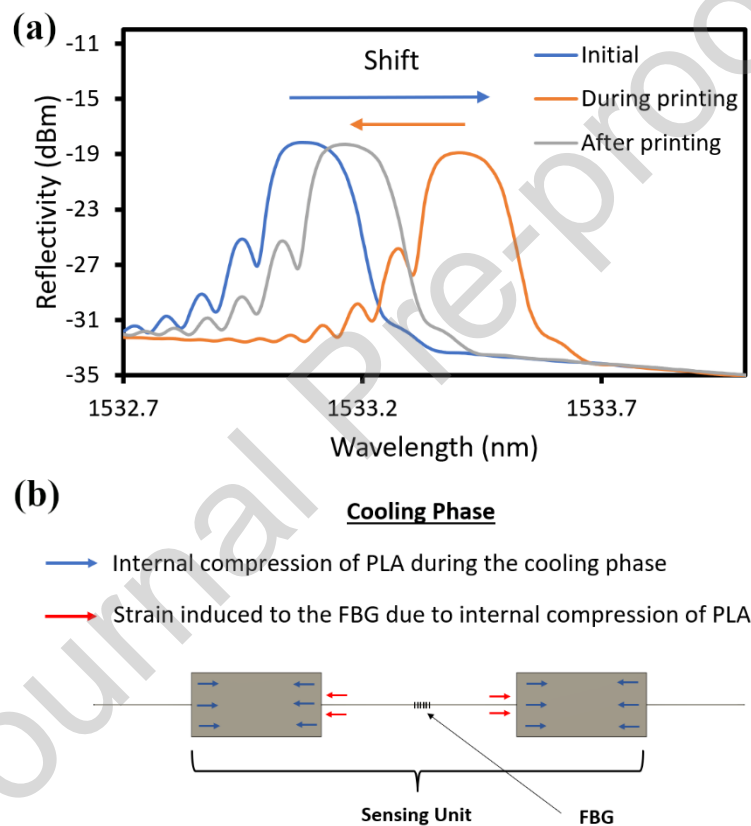 (a)
-11
-15
-19
-23
-27
-31
-35
Reflectivity (dBm)
Shift
Initial
During printing
After printing
1532.7
1533.2
1533.7
Wavelength (nm)
(b)
Cooling Phase
Internal compression of PLA during the cooling phase
Strain induced to the FBG due to internal compression of PLA
Sensing Unit
FBG
Journal Pre-proo